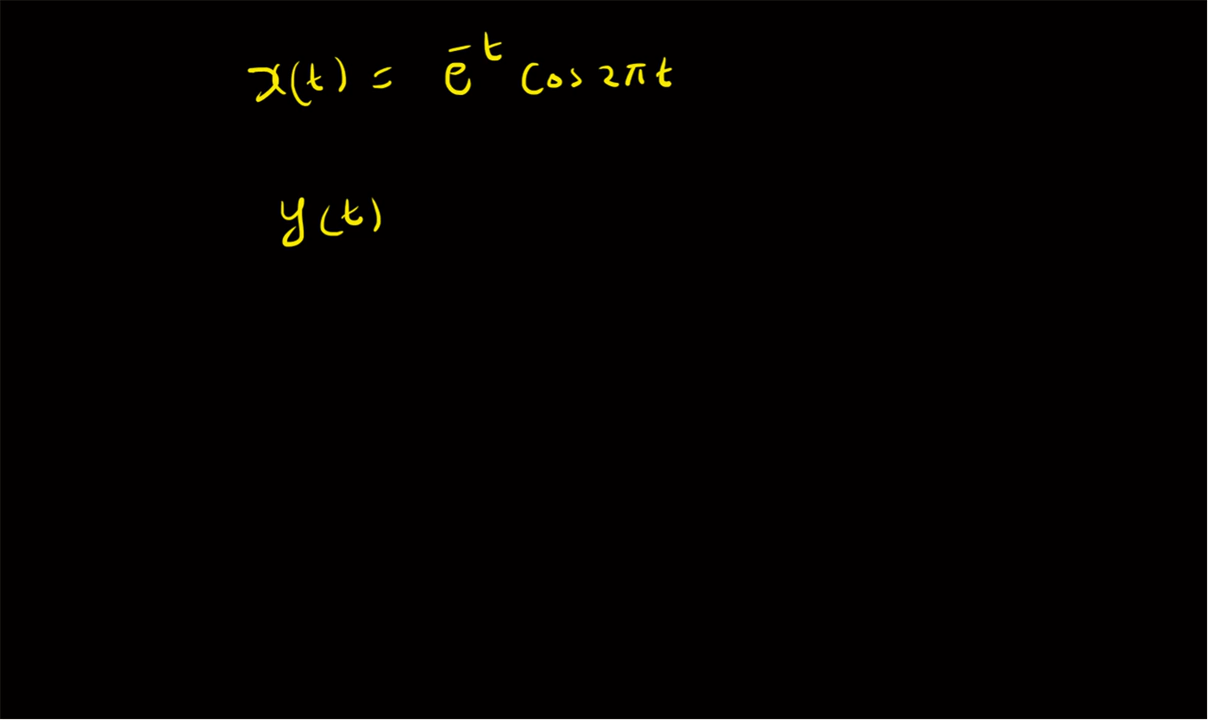 x(t) = e^-t cos 2πt
y(t)